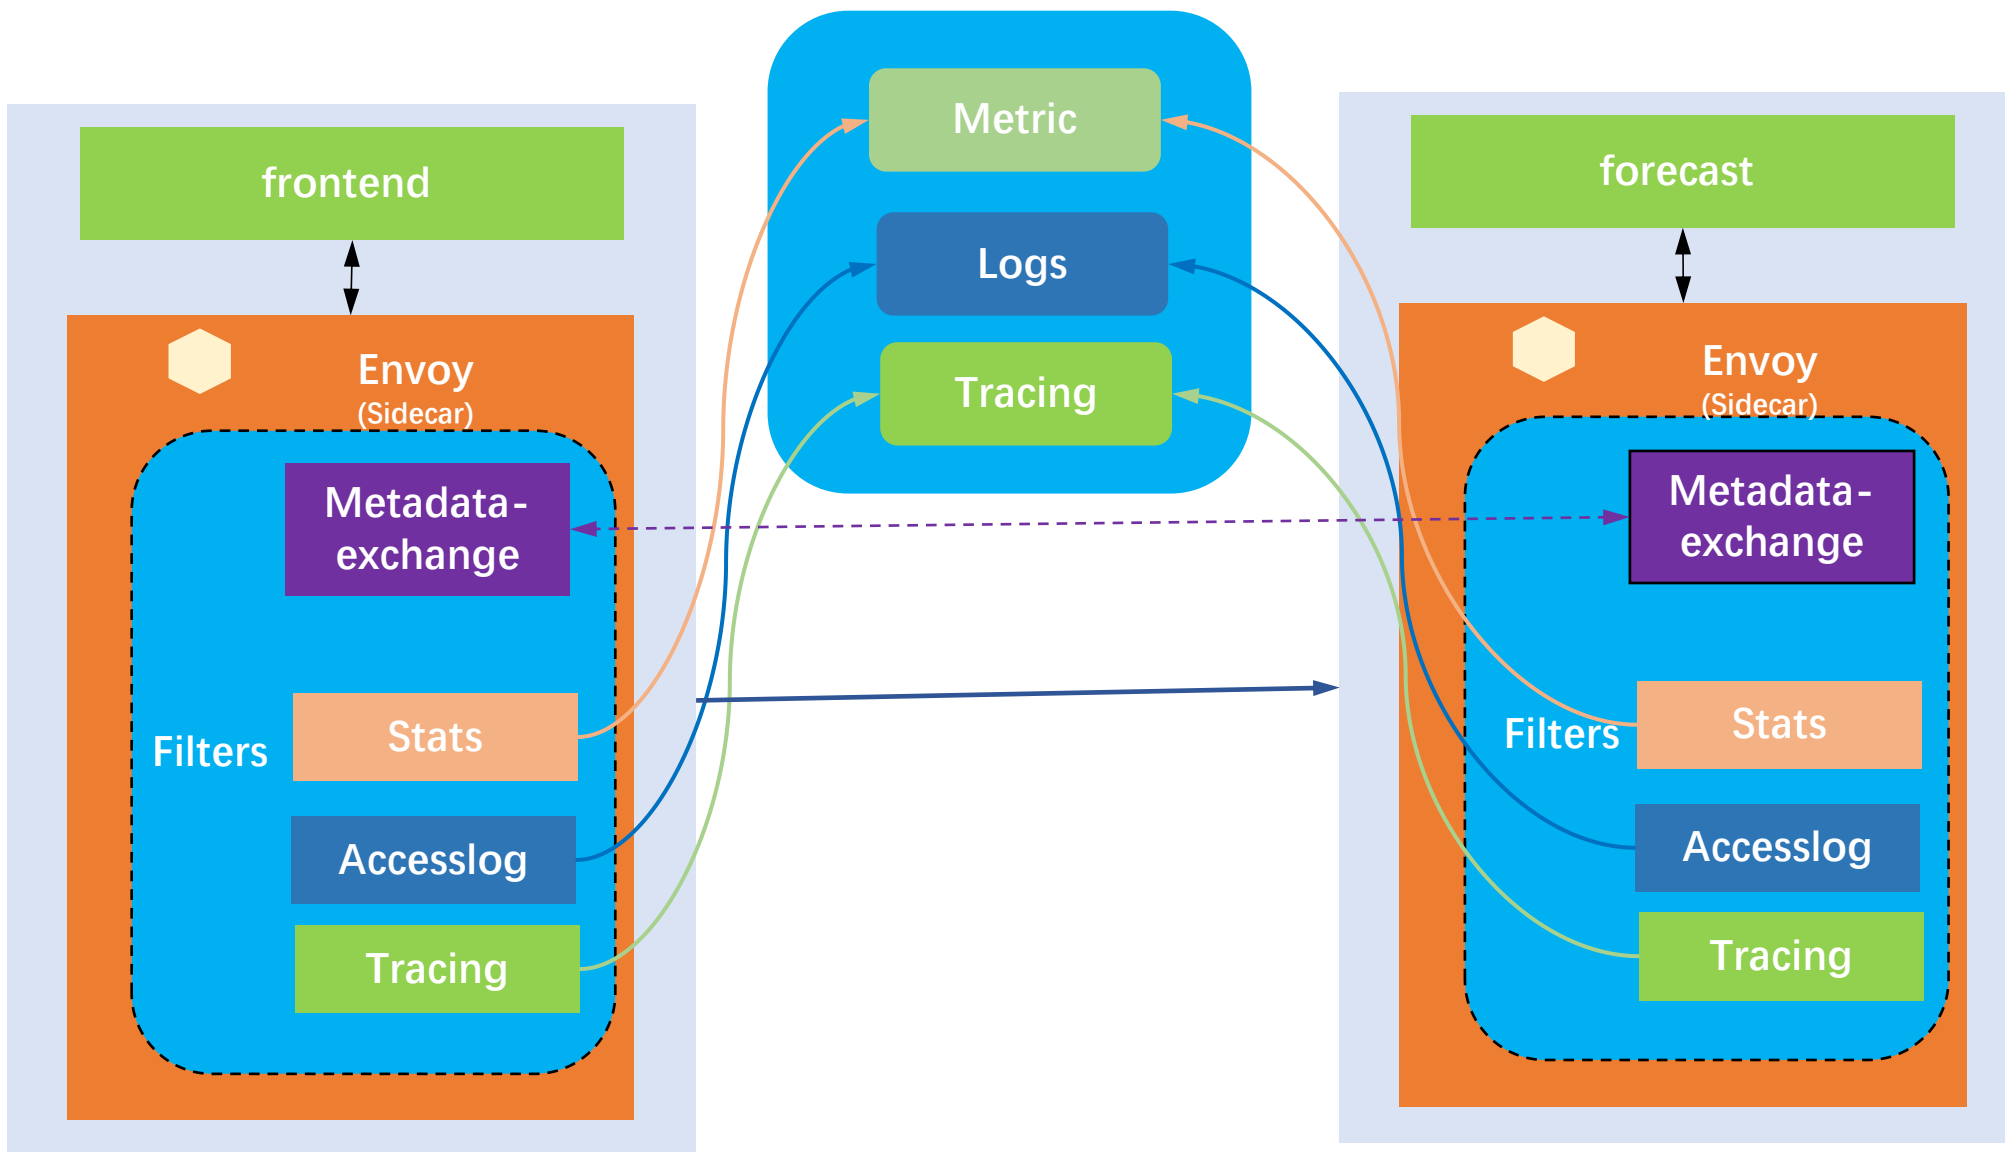 frontend
Envoy
(Sidecar)
Metadata-
exchange
Filters
Stats
Accesslog
Tracing
Metric
Logs
Tracing
forecast
Envoy
(Sidecar)
Metadata-
exchange
Filters
Stats
Accesslog
Tracing